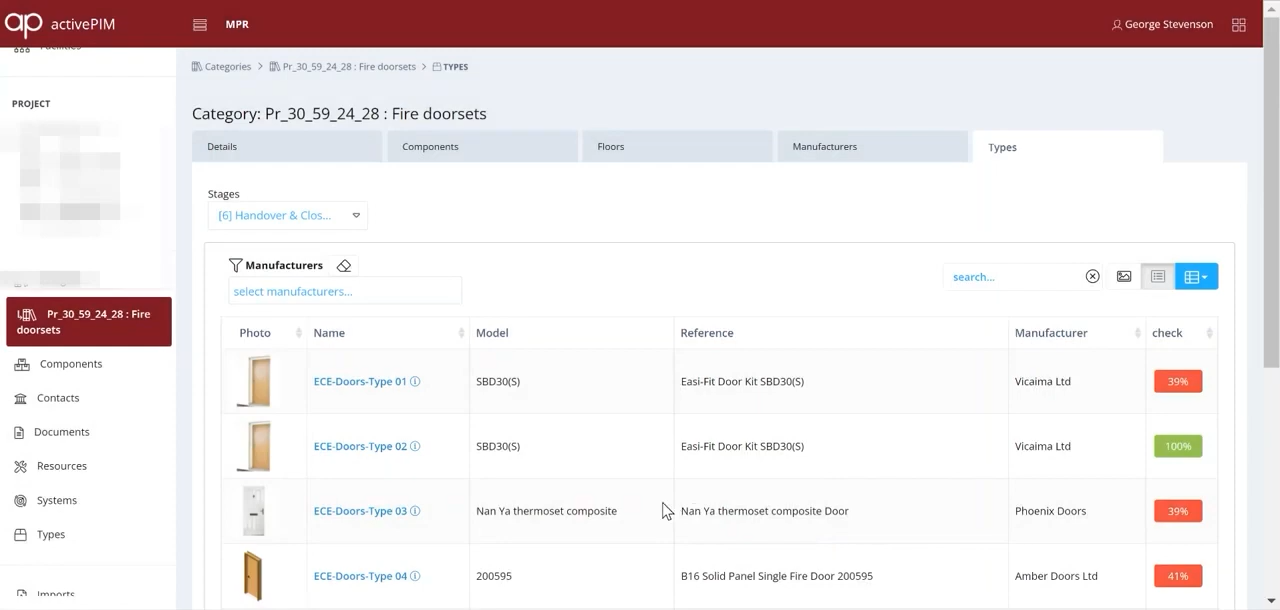 activePIM
MPR
George Stevenson
Facilities
Categories > Pr_30_59_24_28 : Fire doorsets > TYPES
PROJECT
Category: Pr_30_59_24_28 : Fire doorsets
Details
Components
Floors
Manufacturers
Types
Stages
[6] Handover & Clos...
Manufacturers
select manufacturers...
search...
Pr_30_59_24_28 : Fire
doorsets
Components
Contacts
Documents
Resources
Systems
Types
Imports
Photo Name Model Reference Manufacturer check
ECE-Doors-Type 01 SBD30(S) Easi-Fit Door Kit SBD30(S) Vicaima Ltd 39%
ECE-Doors-Type 02 SBD30(S) Easi-Fit Door Kit SBD30(S) Vicaima Ltd 100%
ECE-Doors-Type 03 Nan Ya thermoset composite Nan Ya thermoset composite Door Phoenix Doors 39%
ECE-Doors-Type 04 200595 B16 Solid Panel Single Fire Door 200595 Amber Doors Ltd 41%